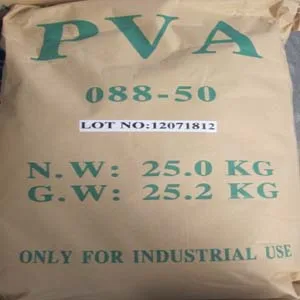 PVA
088-50
LOT NO:12071812
N.W: 25.0 KG
G.W: 25.2 KG
ONLY FOR INDUSTRIAL USE